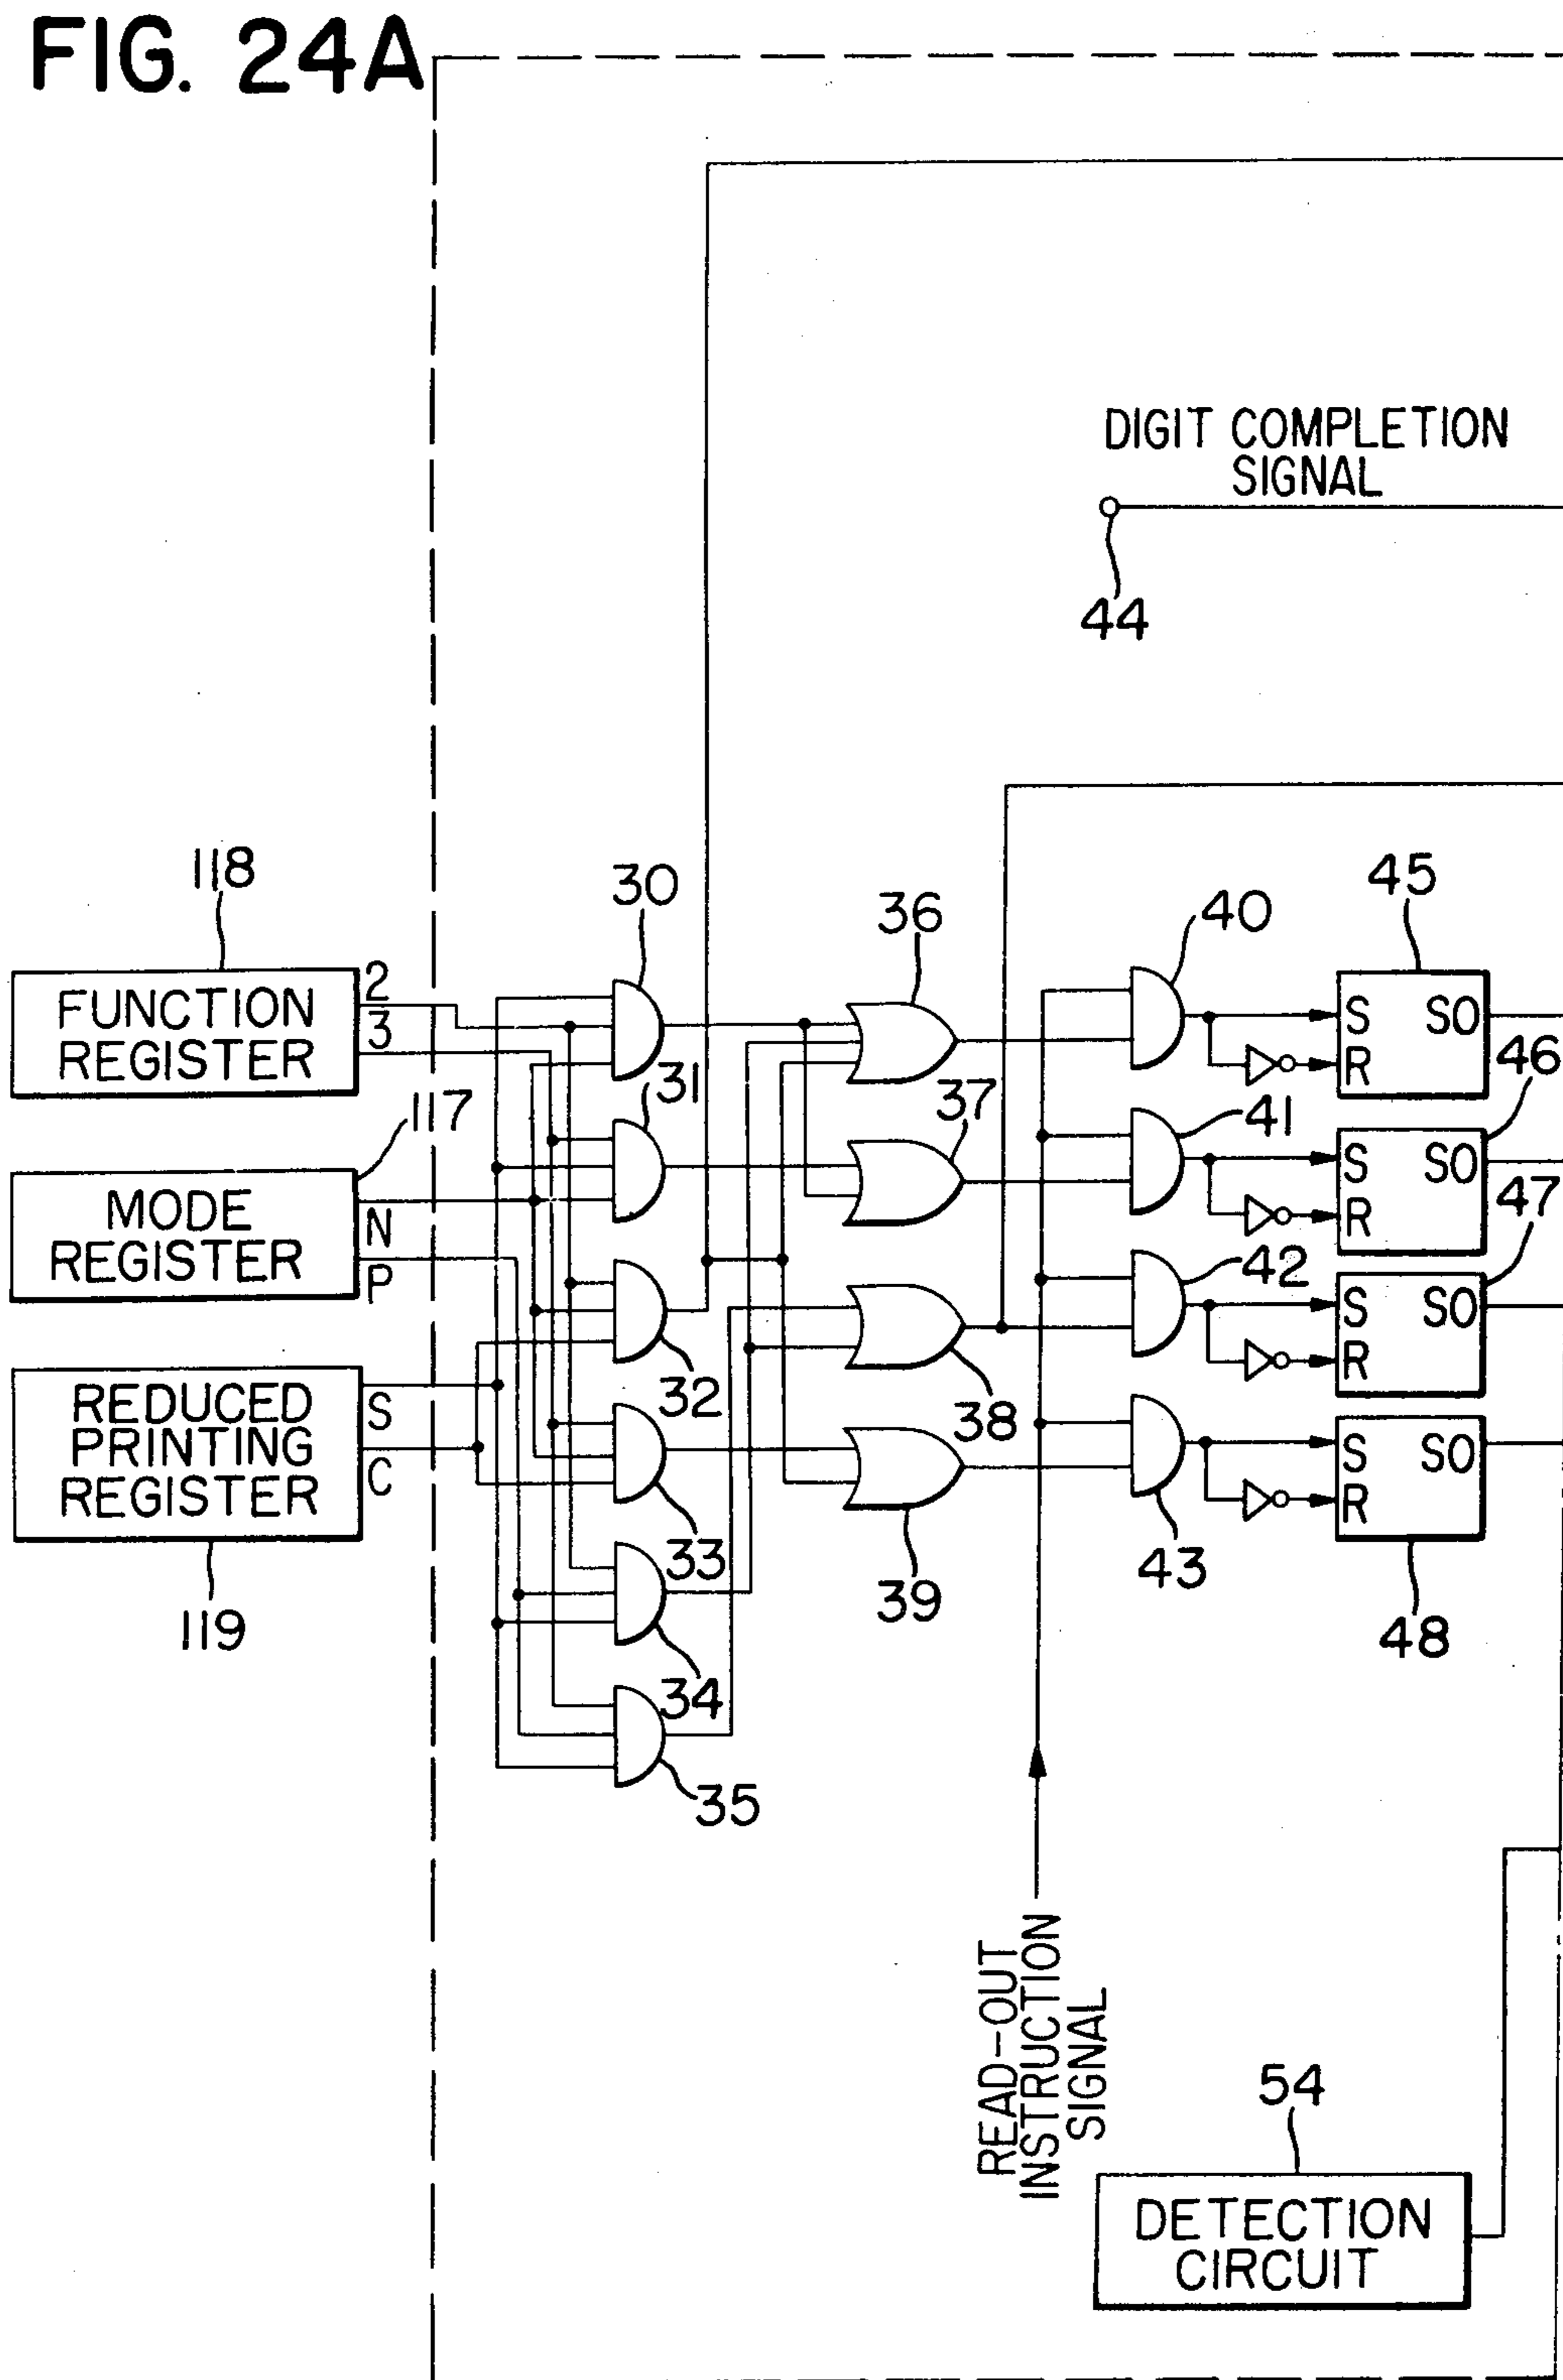 FIG. 24A
DIGIT COMPLETION
SIGNAL
44
118
30
36
40
45
FUNCTION
REGISTER
2
3
S
SO
R
46
117
31
37
41
MODE
REGISTER
N
P
S
SO
R
47
42
32
38
S
SO
R
REDUCED
PRINTING
REGISTER
S
C
S
SO
R
119
33
39
43
48
34
35
READ-OUT
INSTRUCTION
SIGNAL
54
DETECTION
CIRCUIT